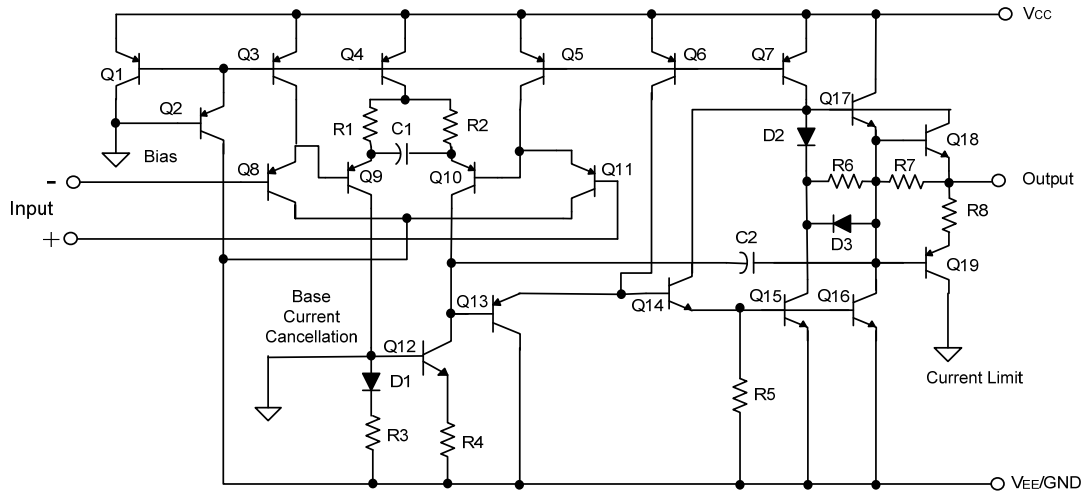 VCC
Q1
Q3
Q4
Q5
Q6
Q7
Q2
Q17
Q18
R1
C1
R2
D2
Bias
Q8
Q9
Q10
Q11
R6
R7
Output
-
Input
+
R8
D3
C2
Q19
Q13
Q14
Q15
Q16
Base
Current
Cancellation
Q12
D1
Current Limit
R5
R3
R4
VEE/GND